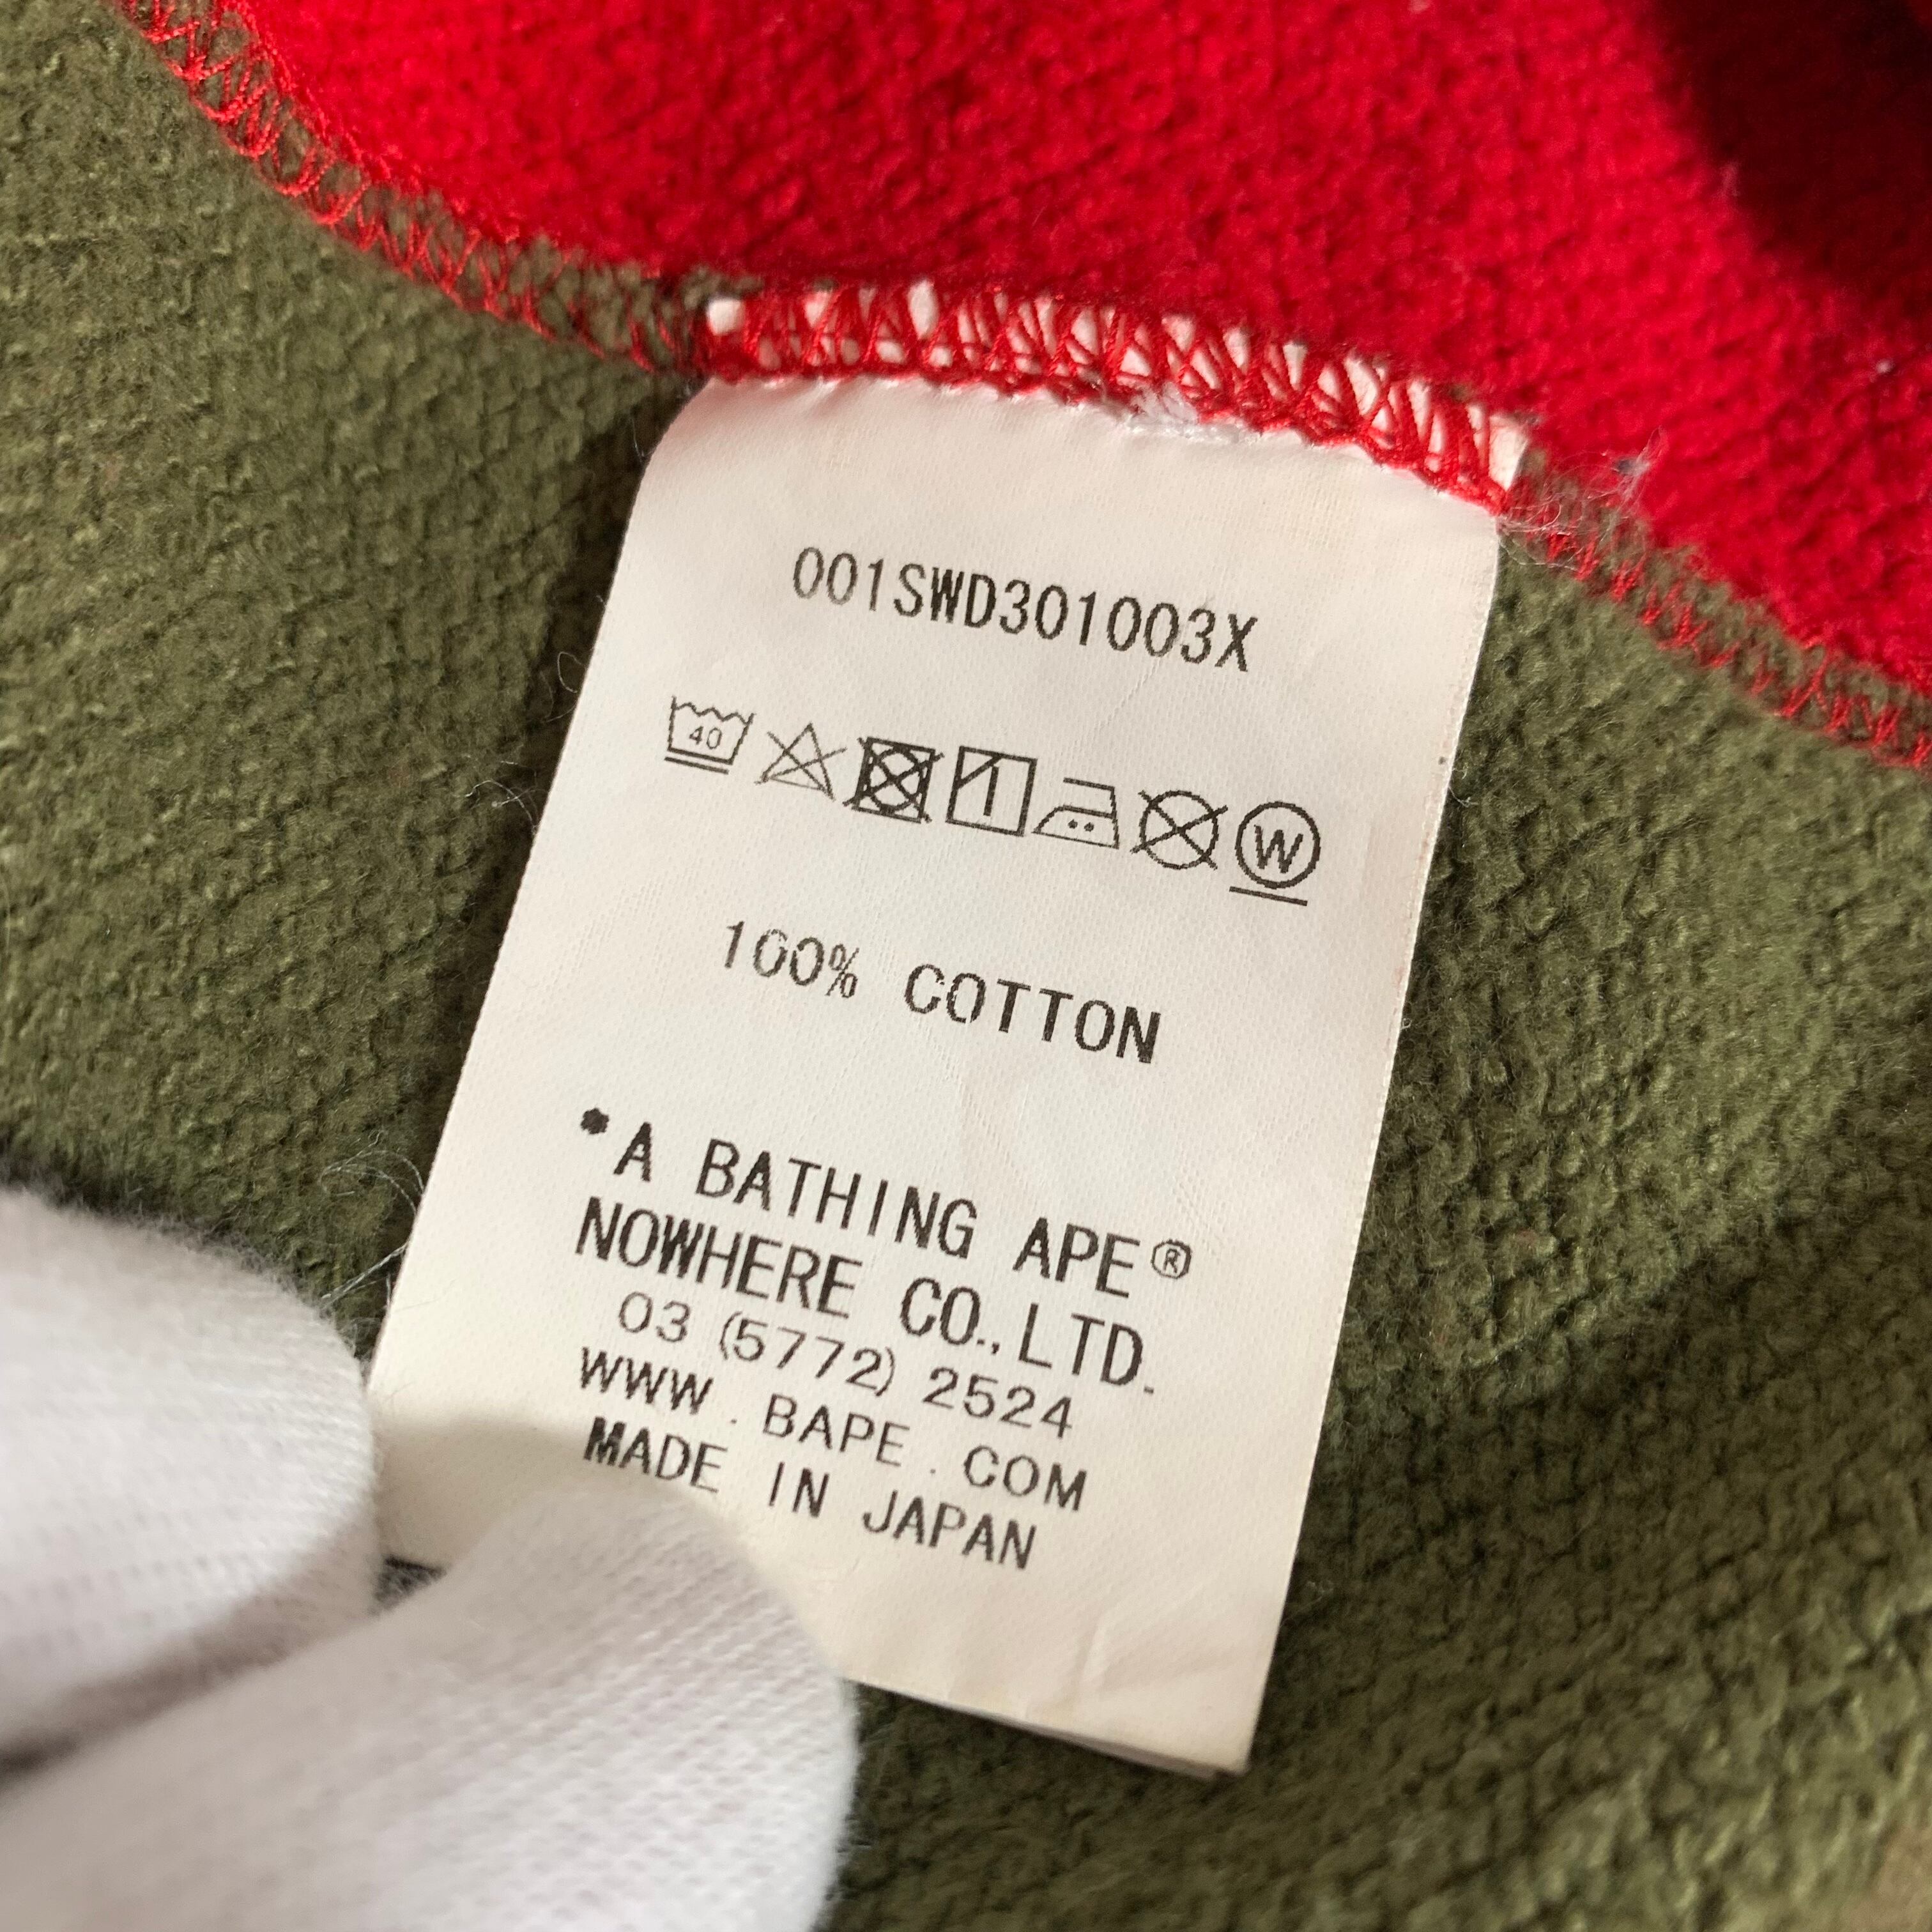 001SWD301003X
40 W
100% COTTON
*A BATHING APE®
NOWHERE CO.,LTD.
03 (5772) 2524
WWW.BAPE.COM
MADE IN JAPAN